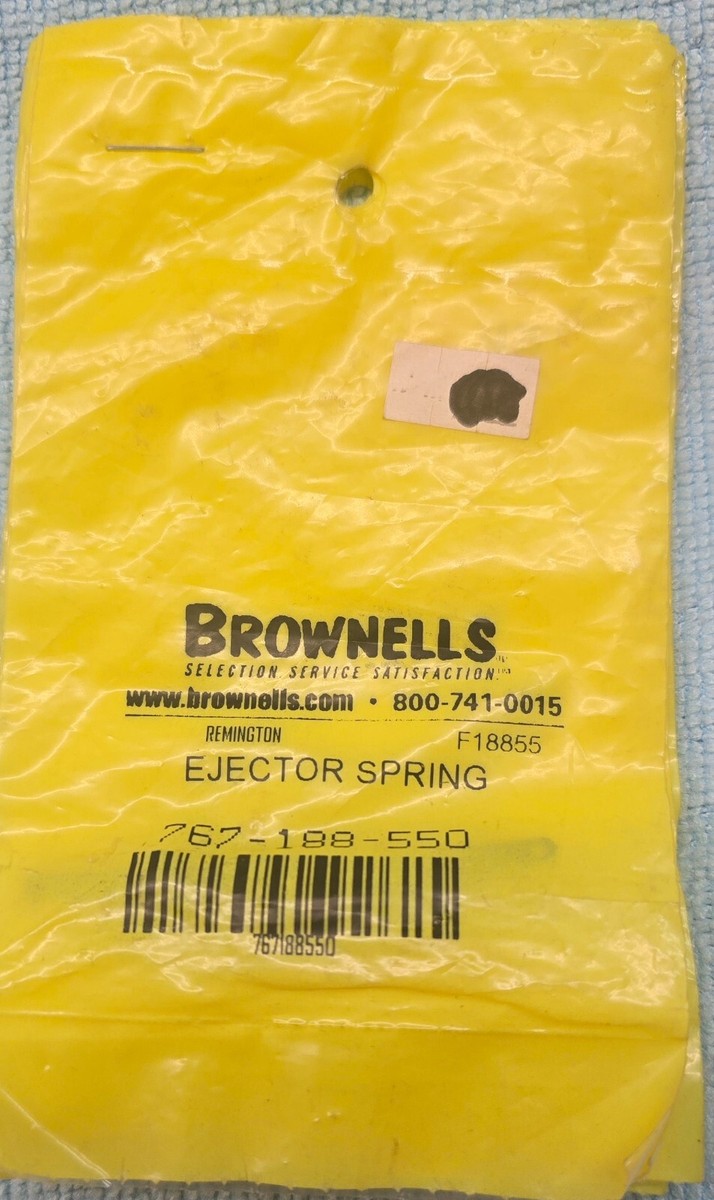 BROWNELLS
SELECTION. SERVICE. SATISFACTION.
www.brownells.com • 800-741-0015
REMINGTON F18855
EJECTOR SPRING
767-188-550
767188550